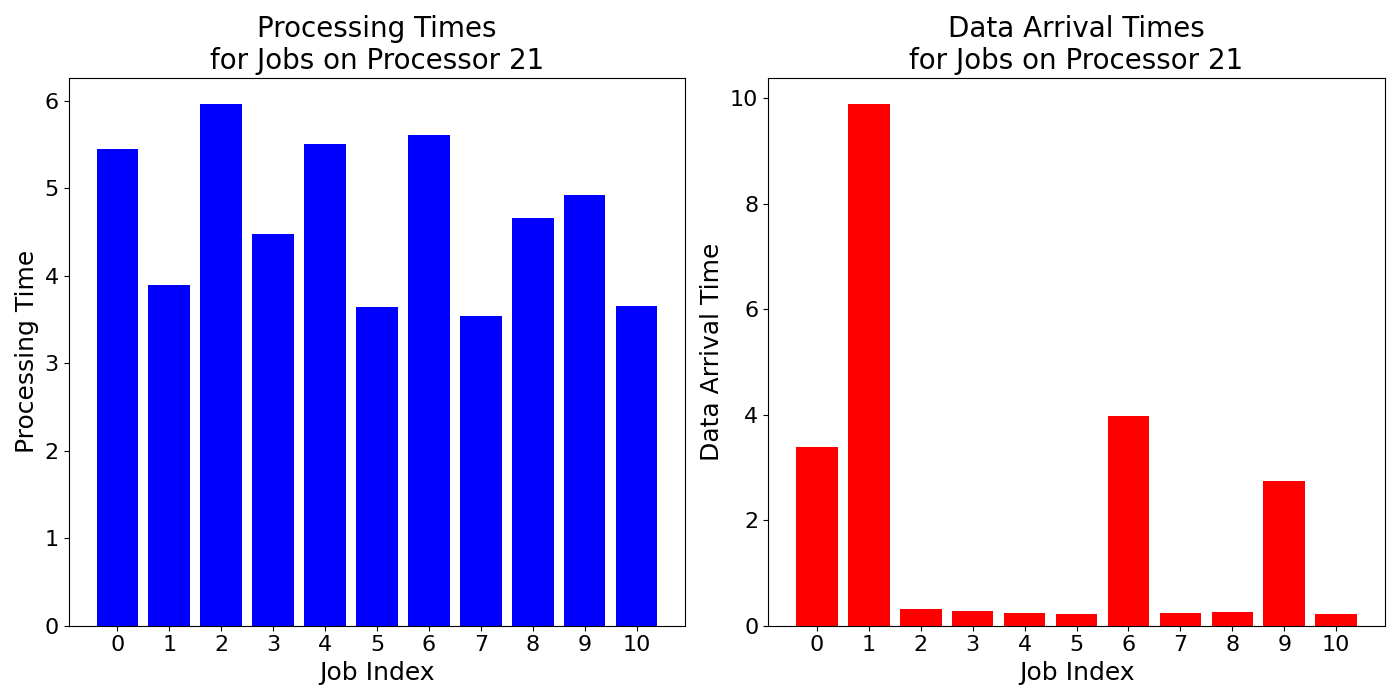 Processing Times
for Jobs on Processor 21
Processing Time
6
5
4
3
2
1
0
0 1 2 3 4 5 6 7 8 9 10
Job Index
Data Arrival Times
for Jobs on Processor 21
Data Arrival Time
10
8
6
4
2
0
0 1 2 3 4 5 6 7 8 9 10
Job Index